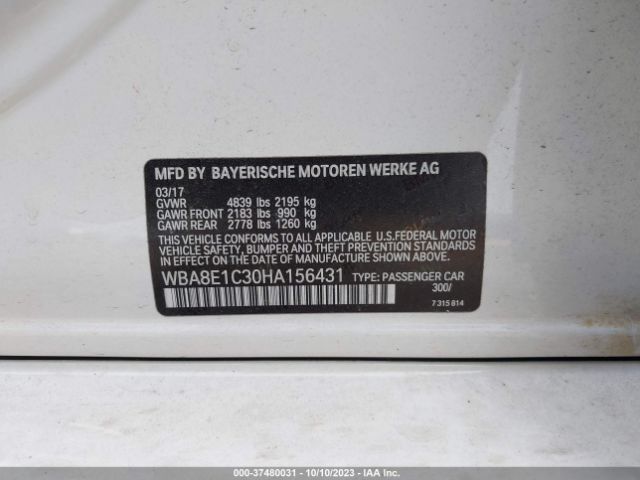 MFD BY BAYERISCHE MOTOREN WERKE AG
03/17
GVWR 4839 lbs 2195 kg
GAWR FRONT 2183 lbs 990 kg
GAWR REAR 2778 lbs 1260 kg
THIS VEHICLE CONFORMS TO ALL APPLICABLE U.S.FEDERAL MOTOR
VEHICLE SAFETY, BUMPER AND THEFT PREVENTION STANDARDS
IN EFFECT ON THE DATE OF MANUFACTURE SHOWN ABOVE.
WBA8E1C30HA156431 TYPE: PASSENGER CAR
300/
7 315 814
000-37480031 - 10/10/2023 - IAA Inc.